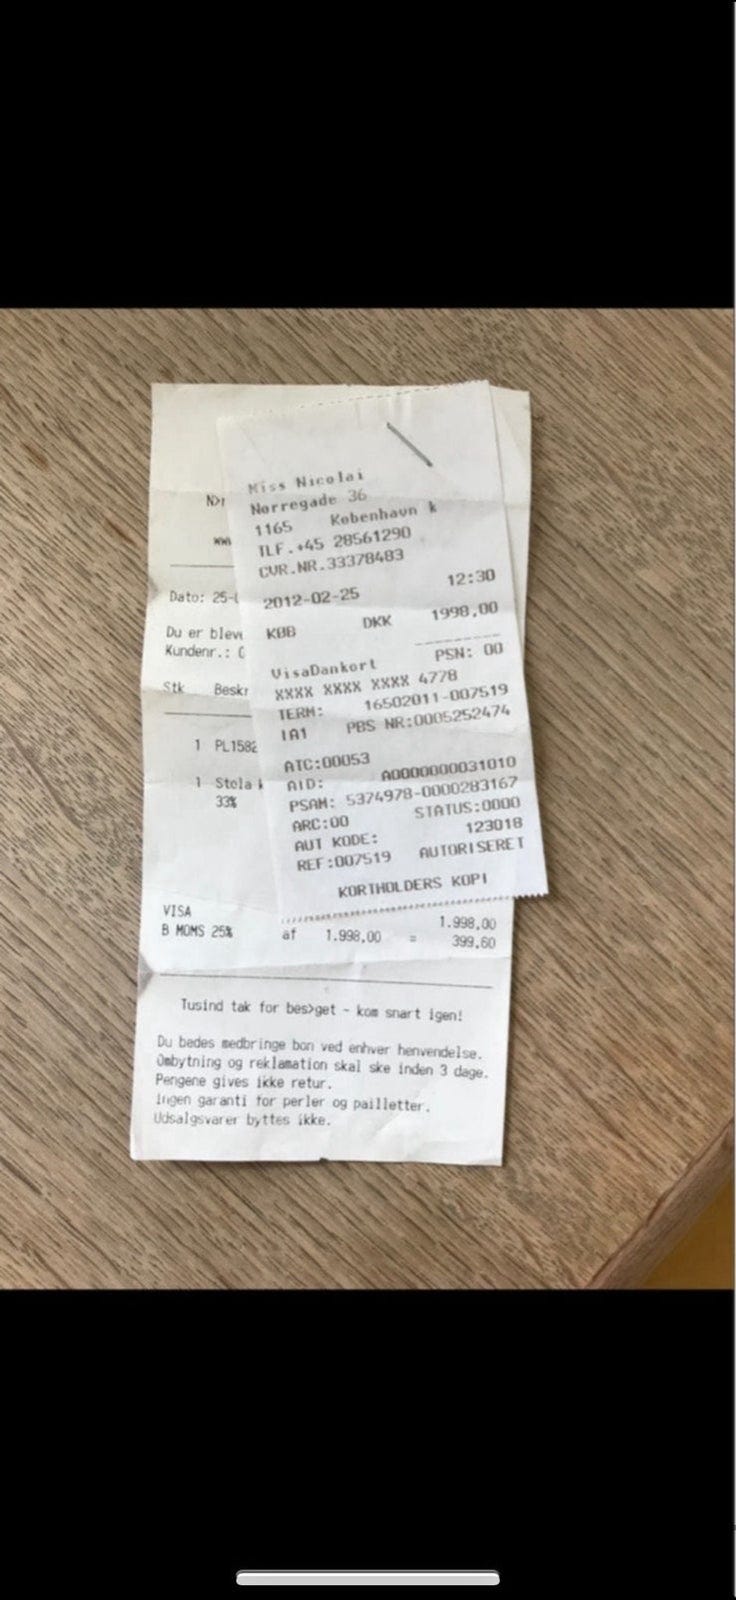 Miss Nicolai
Nørregade 36
1165 København k
TLF.+45 28561290
CVR.NR.33378483
2012-02-25 12:30
KØB DKK 1998,00
PSN: 00
VisaDankort
XXXX XXXX XXXX 4778
TERM: 16502011-007519
IA1 PBS NR:0005252474
ATC:00053
AID: A0000000031010
PSAM: 5374978-0000283167
ARC:00 STATUS:0000
AUT KODE: 123018
REF:007519 AUTORISERET
KORTHOLDERS KOPI
N>r
www
Dato: 25-
Du er bleve
Kundenr.:
Stk Beskr
1 PL1582
1 Stola
33%
VISA 1.998,00
B MOMS 25% af 1.998,00 = 399,60
Tusind tak for bes>get - kom snart igen!
Du bedes medbringe bon ved enhver henvendelse.
Ombytning og reklamation skal ske inden 3 dage.
Pengene gives ikke retur.
Ingen garanti for perler og pailletter.
Udsalgsvarer byttes ikke.